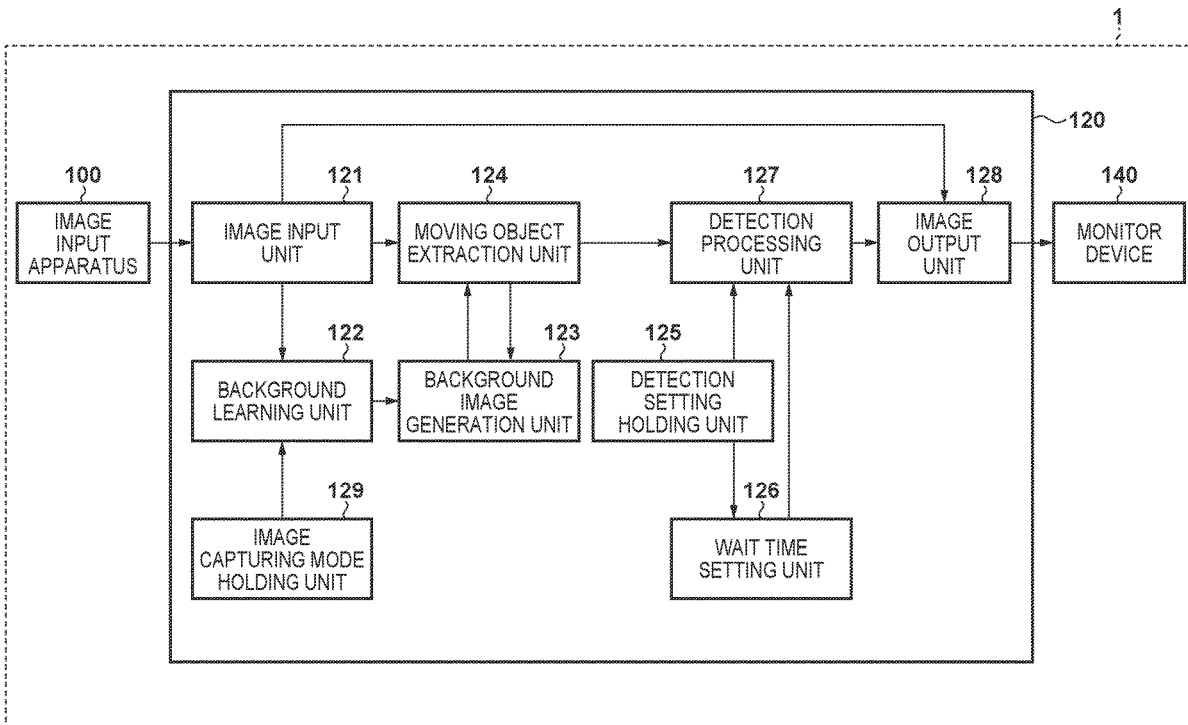 1
120
100
IMAGE
INPUT
APPARATUS
121
IMAGE INPUT
UNIT
124
MOVING OBJECT
EXTRACTION UNIT
127
DETECTION
PROCESSING
UNIT
128
IMAGE
OUTPUT
UNIT
140
MONITOR
DEVICE
122
BACKGROUND
LEARNING UNIT
123
BACKGROUND
IMAGE
GENERATION UNIT
125
DETECTION
SETTING
HOLDING UNIT
129
IMAGE
CAPTURING MODE
HOLDING UNIT
126
WAIT TIME
SETTING UNIT